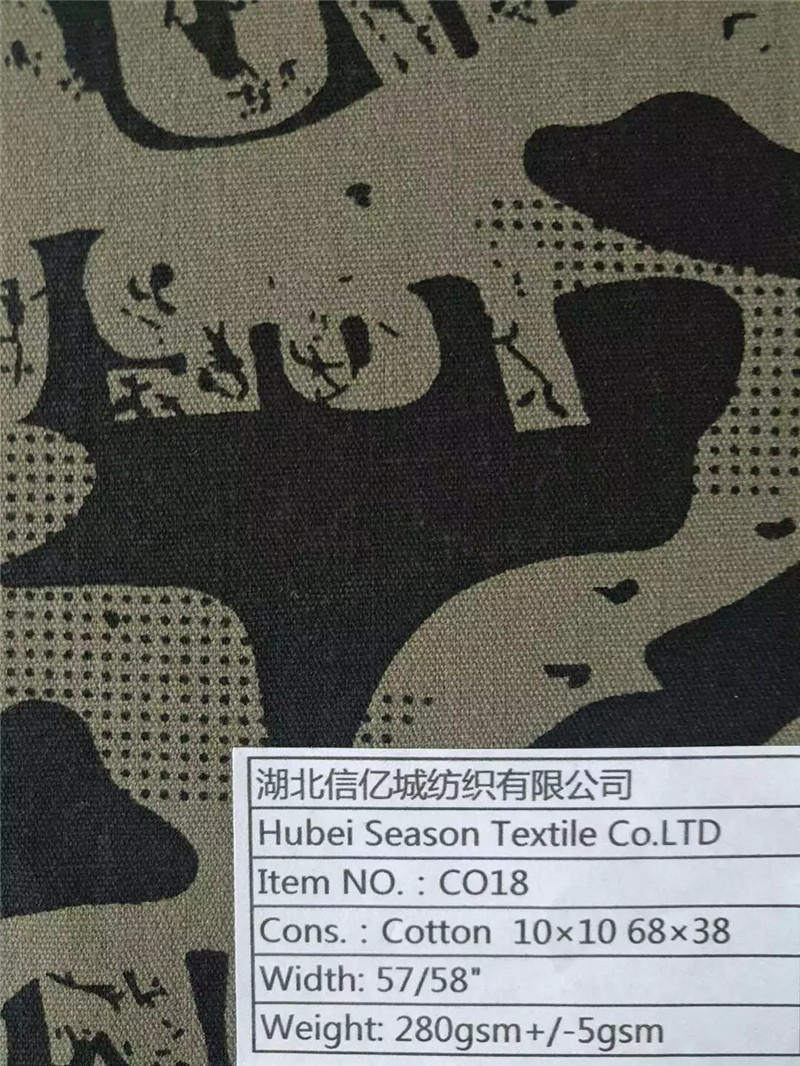 湖北信亿城纺织有限公司
Hubei Season Textile Co.LTD
Item NO.：CO18
Cons.：Cotton 10×10 68×38
Width: 57/58"
Weight: 280gsm+/-5gsm